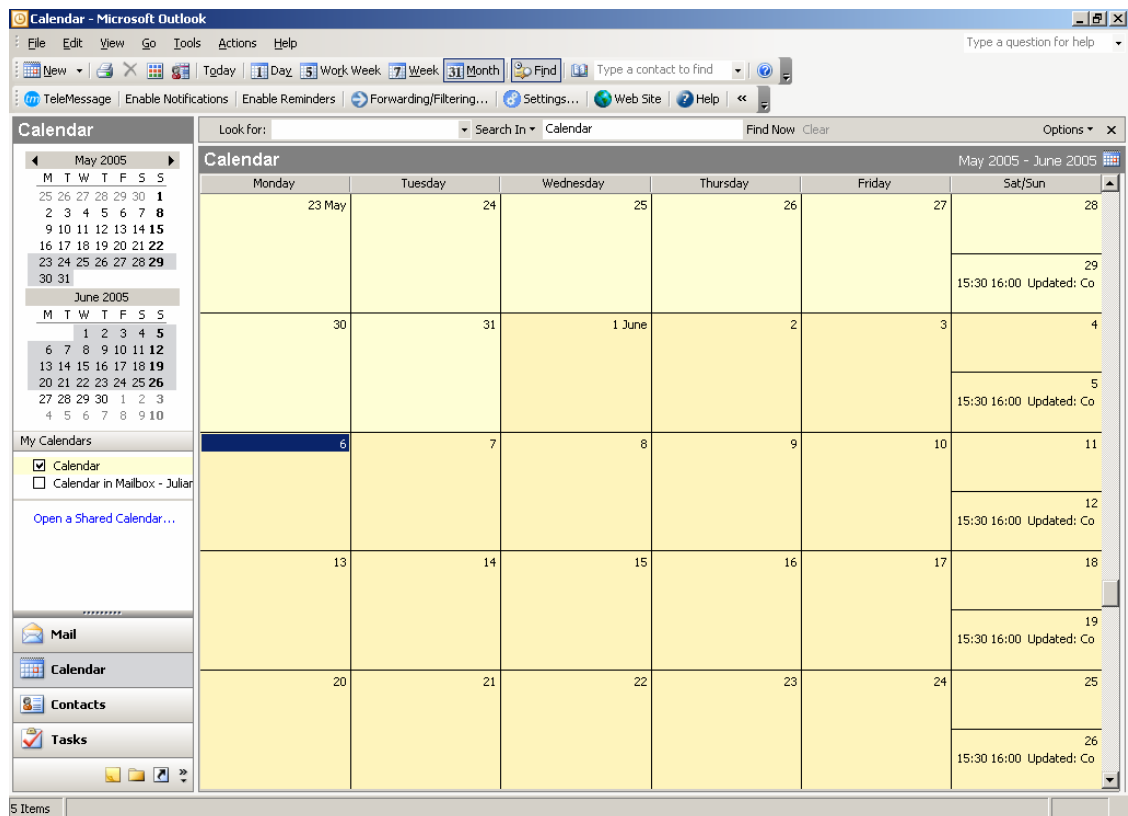 Calendar - Microsoft Outlook
File Edit View Go Tools Actions Help Type a question for help
New Today 1 Day 5 Work Week 7 Week 31 Month Find Type a contact to find
tm TeleMessage Enable Notifications Enable Reminders Forwarding/Filtering... Settings... Web Site Help «
Calendar Look for: Search In Calendar Find Now Clear Options x
Calendar May 2005 - June 2005
May 2005
M T W T F S S
25 26 27 28 29 30 1
2 3 4 5 6 7 8
9 10 11 12 13 14 15
16 17 18 19 20 21 22
23 24 25 26 27 28 29
30 31
June 2005
M T W T F S S
1 2 3 4 5
6 7 8 9 10 11 12
13 14 15 16 17 18 19
20 21 22 23 24 25 26
27 28 29 30 1 2 3
4 5 6 7 8 9 10
My Calendars
Calendar
Calendar in Mailbox - Julian
Open a Shared Calendar...
Mail
Calendar
Contacts
Tasks
»
Monday Tuesday Wednesday Thursday Friday Sat/Sun
23 May 24 25 26 27 28
29
15:30 16:00 Updated: Co
30 31 1 June 2 3 4
5
15:30 16:00 Updated: Co
6 7 8 9 10 11
12
15:30 16:00 Updated: Co
13 14 15 16 17 18
19
15:30 16:00 Updated: Co
20 21 22 23 24 25
26
15:30 16:00 Updated: Co
5 Items